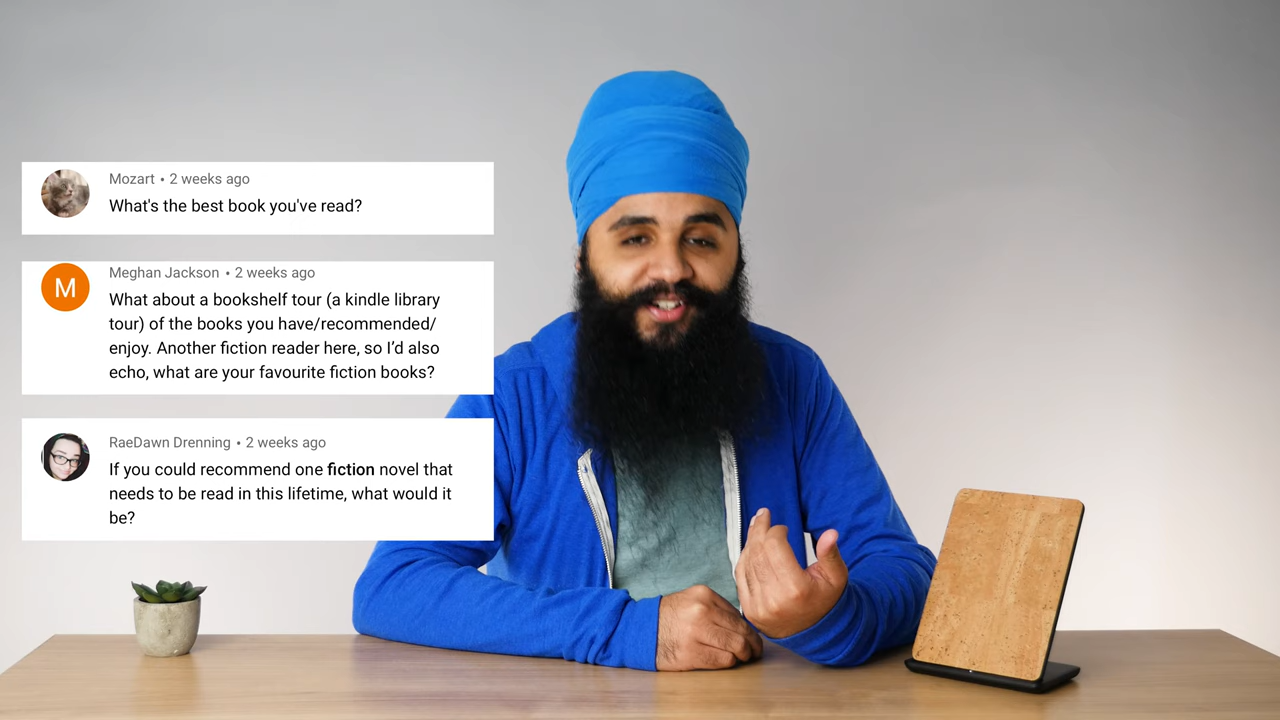 Mozart • 2 weeks ago
What's the best book you've read?
M
Meghan Jackson • 2 weeks ago
What about a bookshelf tour (a kindle library
tour) of the books you have/recommended/
enjoy. Another fiction reader here, so I'd also
echo, what are your favourite fiction books?
RaeDawn Drenning • 2 weeks ago
If you could recommend one fiction novel that
needs to be read in this lifetime, what would it
be?